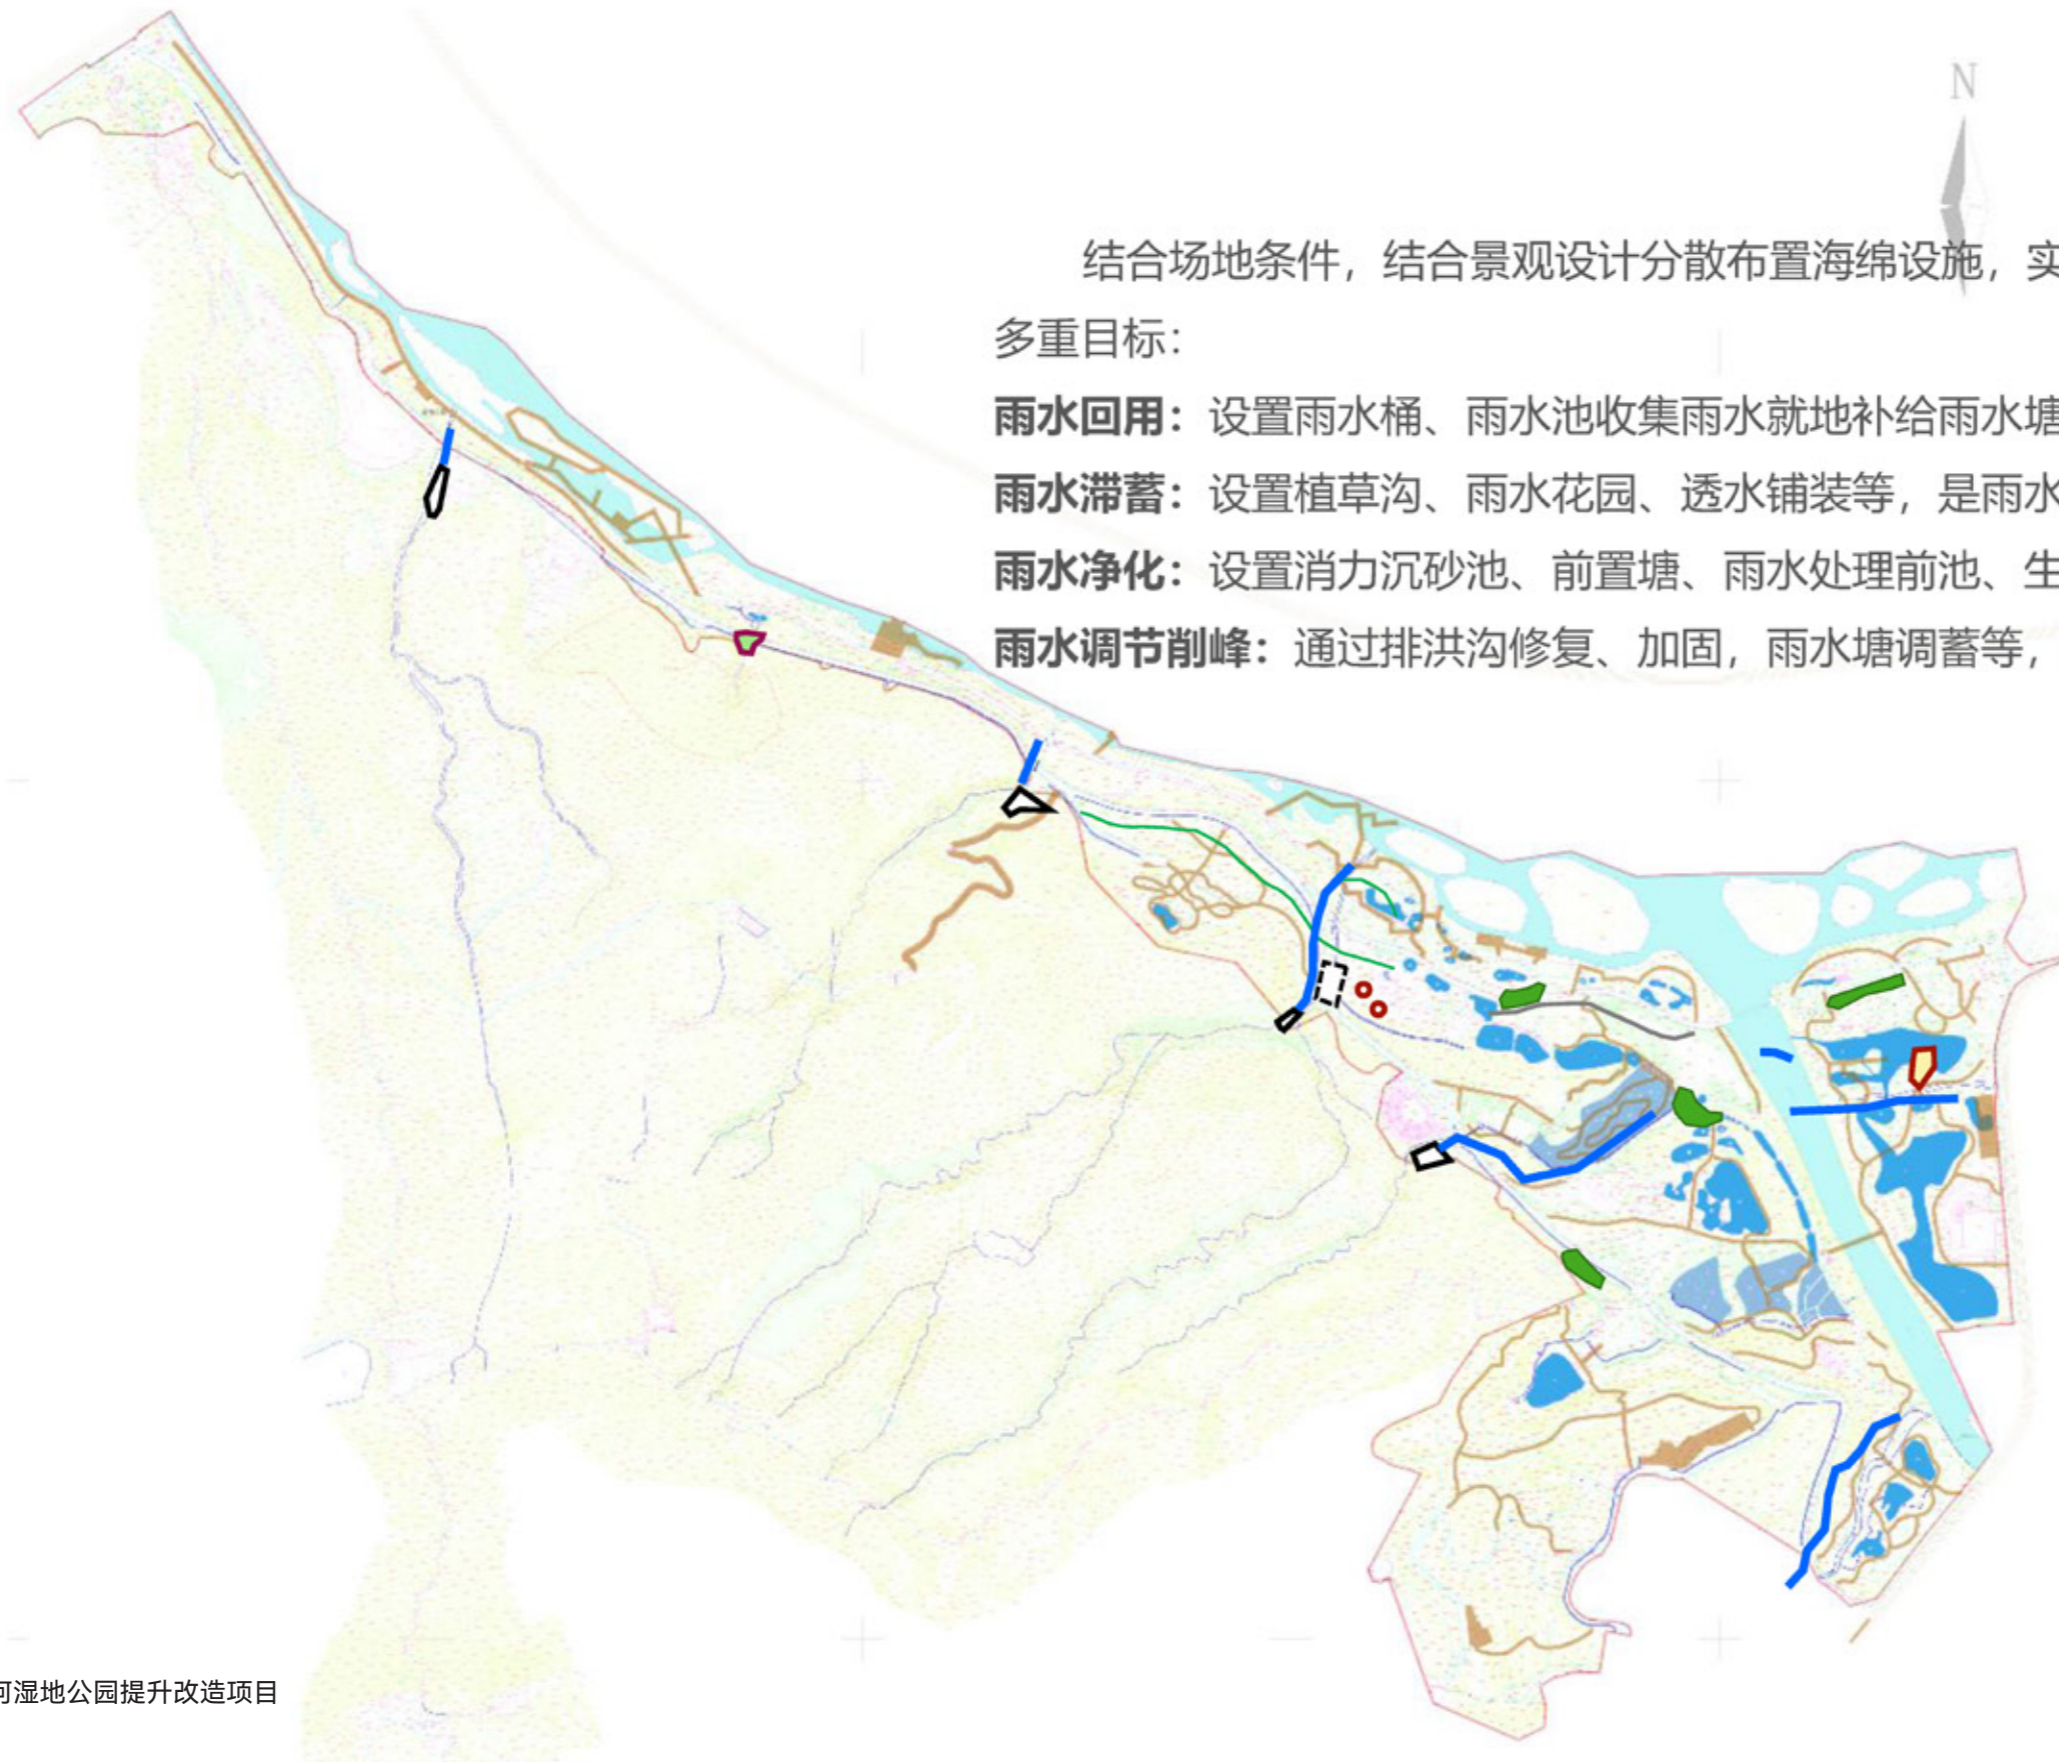 N
结合场地条件，结合景观设计分散布置海绵设施，实
多重目标：
雨水回用：设置雨水桶、雨水池收集雨水就地补给雨水塘
雨水滞蓄：设置植草沟、雨水花园、透水铺装等，是雨水
雨水净化：设置消力沉砂池、前置塘、雨水处理前池、生
雨水调节削峰：通过排洪沟修复、加固，雨水塘调蓄等，
河湿地公园提升改造项目